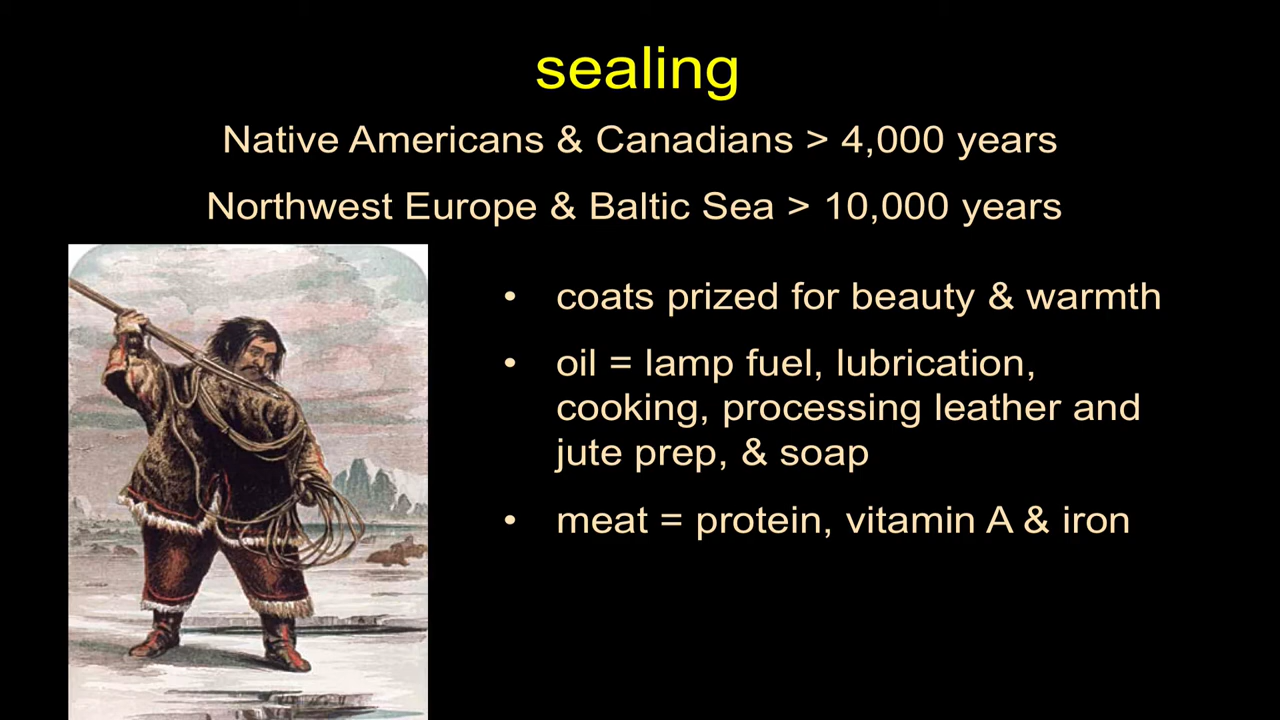 sealing
Native Americans & Canadians > 4,000 years
Northwest Europe & Baltic Sea > 10,000 years
• coats prized for beauty & warmth
• oil = lamp fuel, lubrication,
cooking, processing leather and
jute prep, & soap
• meat = protein, vitamin A & iron